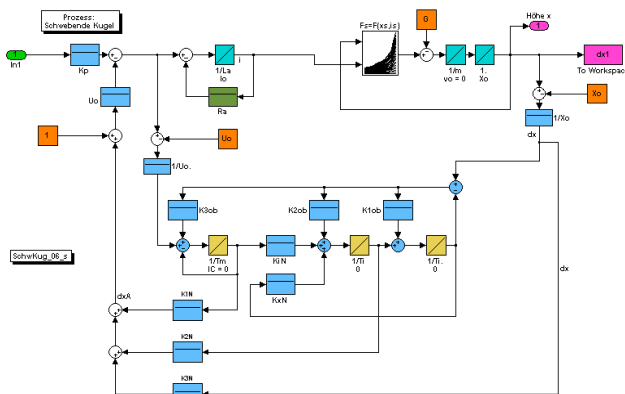 Prozess:
Schwebende Kugel
Fs=F(xs,is)
G
Höhe x
1
1
In1
Kp
1/La
Io
i
1/m
vo = 0
1.
Xo
dx1
To Workspac
Uo
Ra
Xo
1
Uo
1/Xo
dx
1/Uo.
K3ob
K2ob
K1ob
SchwKug_06_s
1/Tm
IC = 0
KiN
1/Ti
0
1/Ti.
0
KxN
dx
dxA
K1N
K2N
K3N